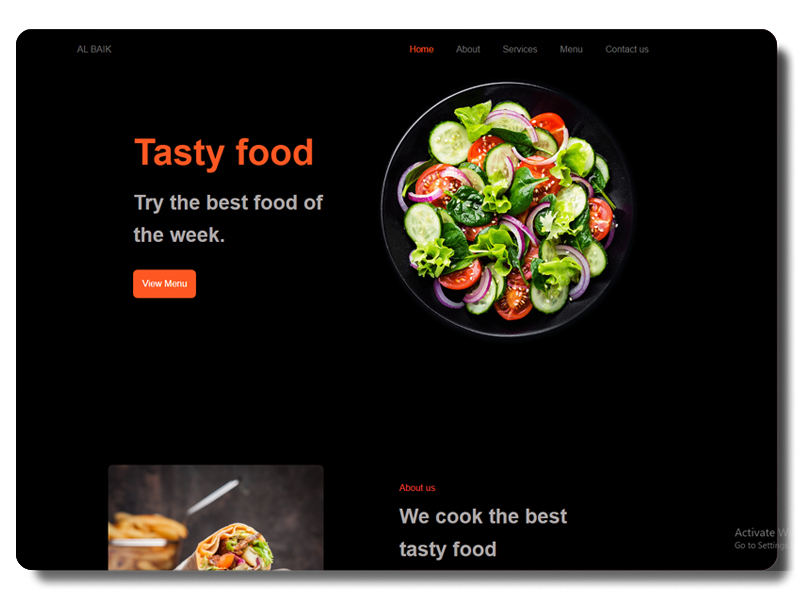 AL BAIK
Home About Services Menu Contact us
Tasty food
Try the best food of
the week.
View Menu
About us
We cook the best
tasty food
Activate
Go to Settings